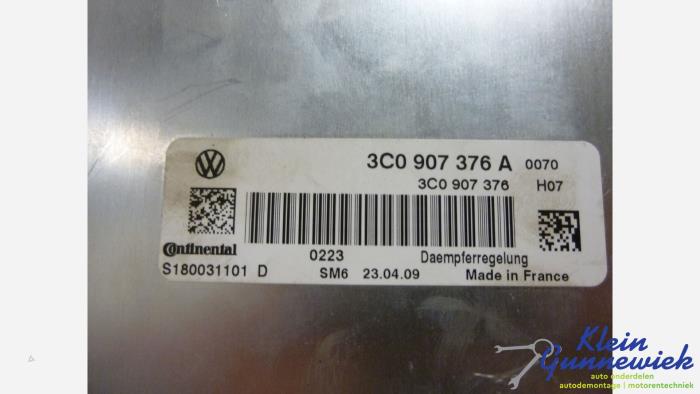 3C0 907 376 A 0070
3C0 907 376 H07
Continental 0223 Daempferregelung
S180031101 D SM6 23.04.09 Made in France
Klein
Gunnewiek
auto onderdelen
autodemontage | motorentechniek